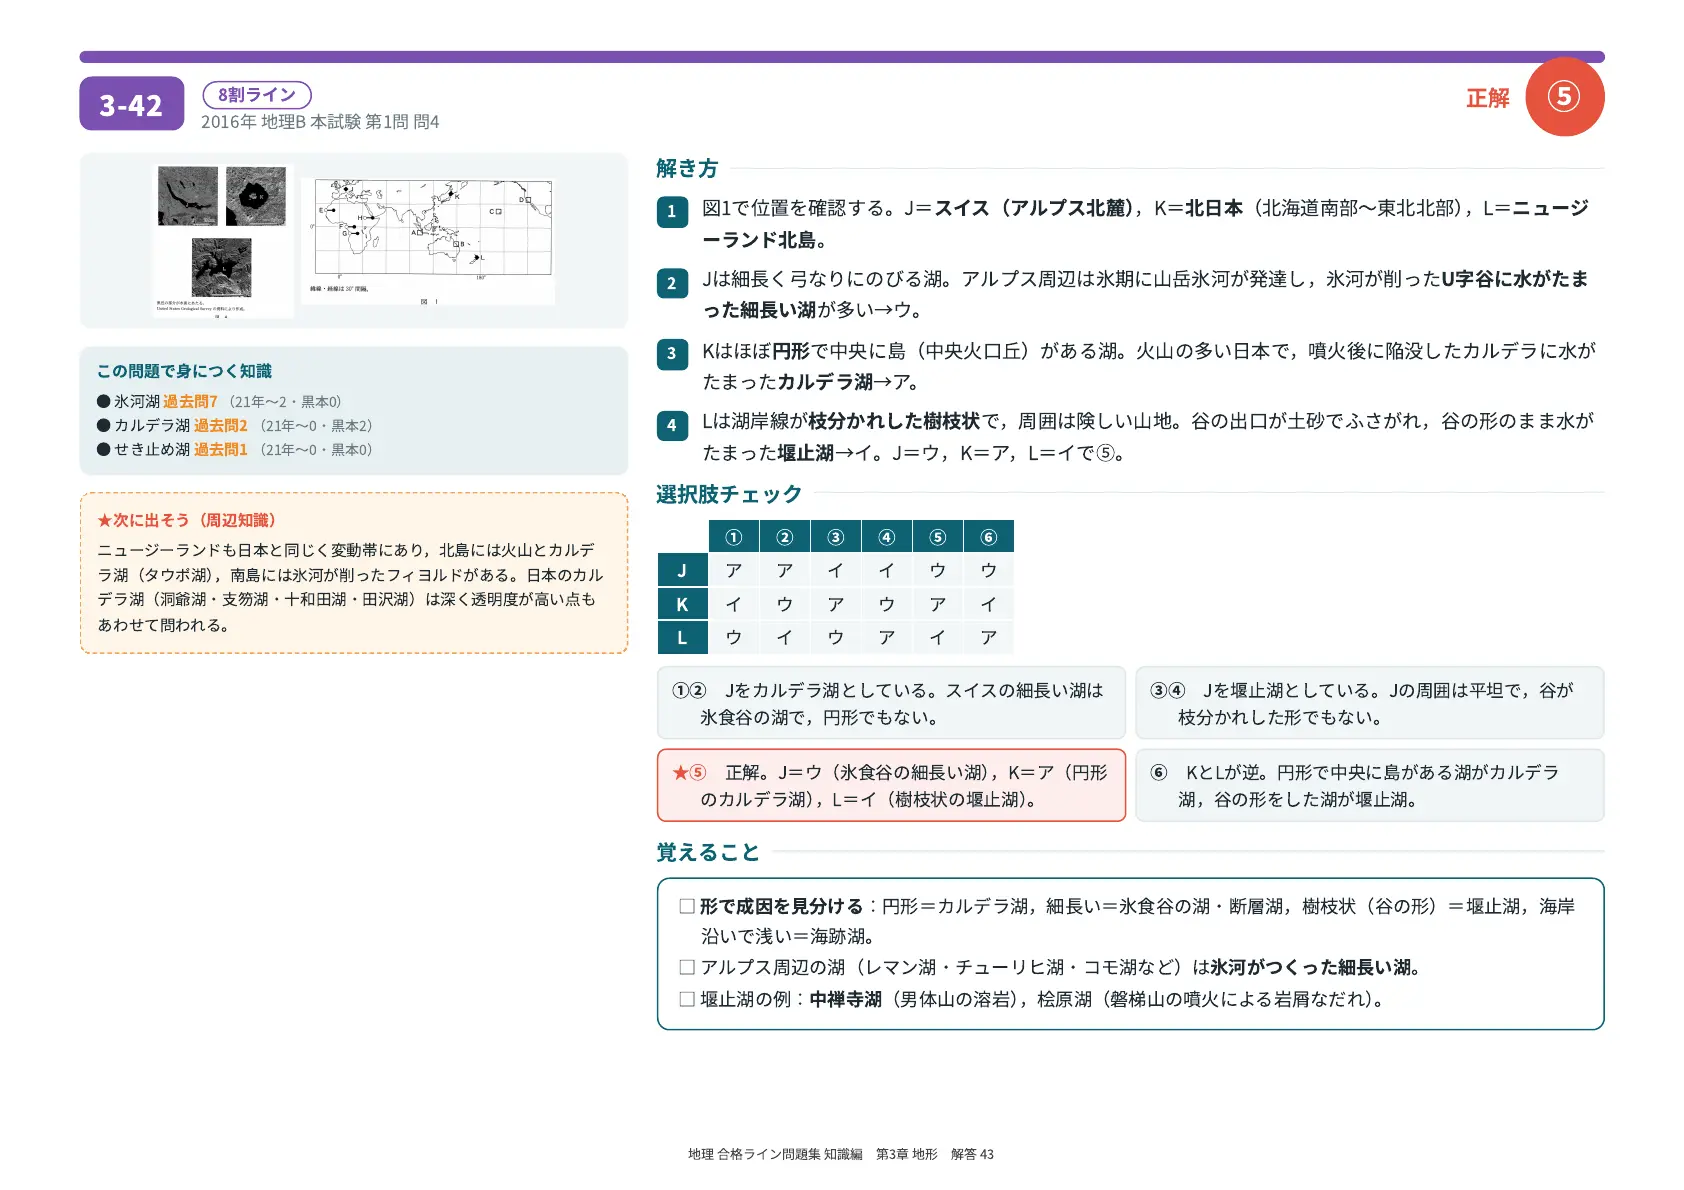 3-42
8割ライン
2016年 地理B 本試験 第1問 問4
正解 ⑤
J
K
E
H
F
G
A
B
C
D
L
0°
0°
180°
緯線・経線は30°間隔。
図 1
この問題で身につく知識
●氷河湖 過去問7 （21年〜2・黒本0）
●カルデラ湖 過去問2 （21年〜0・黒本2）
●せき止め湖 過去問1 （21年〜0・黒本0）
★次に出そう（周辺知識）
ニュージーランドも日本と同じく変動帯にあり，北島には火山とカルデ
ラ湖（タウポ湖），南島には氷河が削ったフィヨルドがある。日本のカル
デラ湖（洞爺湖・支笏湖・十和田湖・田沢湖）は深く透明度が高い点も
あわせて問われる。
解き方
1 図1で位置を確認する。J＝スイス（アルプス北麓），K＝北日本（北海道南部〜東北北部），L＝ニュージ
ーランド北島。
2 Jは細長く弓なりにのびる湖。アルプス周辺は氷期に山岳氷河が発達し，氷河が削ったU字谷に水がたま
った細長い湖が多い→ウ。
3 Kはほぼ円形で中央に島（中央火口丘）がある湖。火山の多い日本で，噴火後に陥没したカルデラに水が
たまったカルデラ湖→ア。
4 Lは湖岸線が枝分かれした樹枝状で，周囲は険しい山地。谷の出口が土砂でふさがれ，谷の形のまま水が
たまった堰止湖→イ。J＝ウ，K＝ア，L＝イで⑤。
選択肢チェック
① ② ③ ④ ⑤ ⑥
J ア ア イ イ ウ ウ
K イ ウ ア ウ ア イ
L ウ イ ウ ア イ ア
①② Jをカルデラ湖としている。スイスの細長い湖は
氷食谷の湖で，円形でもない。
③④ Jを堰止湖としている。Jの周囲は平坦で，谷が
枝分かれした形でもない。
★⑤ 正解。J＝ウ（氷食谷の細長い湖），K＝ア（円形
のカルデラ湖），L＝イ（樹枝状の堰止湖）。
⑥ KとLが逆。円形で中央に島がある湖がカルデラ
湖，谷の形をした湖が堰止湖。
覚えること
□ 形で成因を見分ける：円形＝カルデラ湖，細長い＝氷食谷の湖・断層湖，樹枝状（谷の形）＝堰止湖，海岸
沿いで浅い＝海跡湖。
□ アルプス周辺の湖（レマン湖・チューリヒ湖・コモ湖など）は氷河がつくった細長い湖。
□ 堰止湖の例：中禅寺湖（男体山の溶岩），桧原湖（磐梯山の噴火による岩屑なだれ）。
地理 合格ライン問題集 知識編 第3章 地形 解答 43